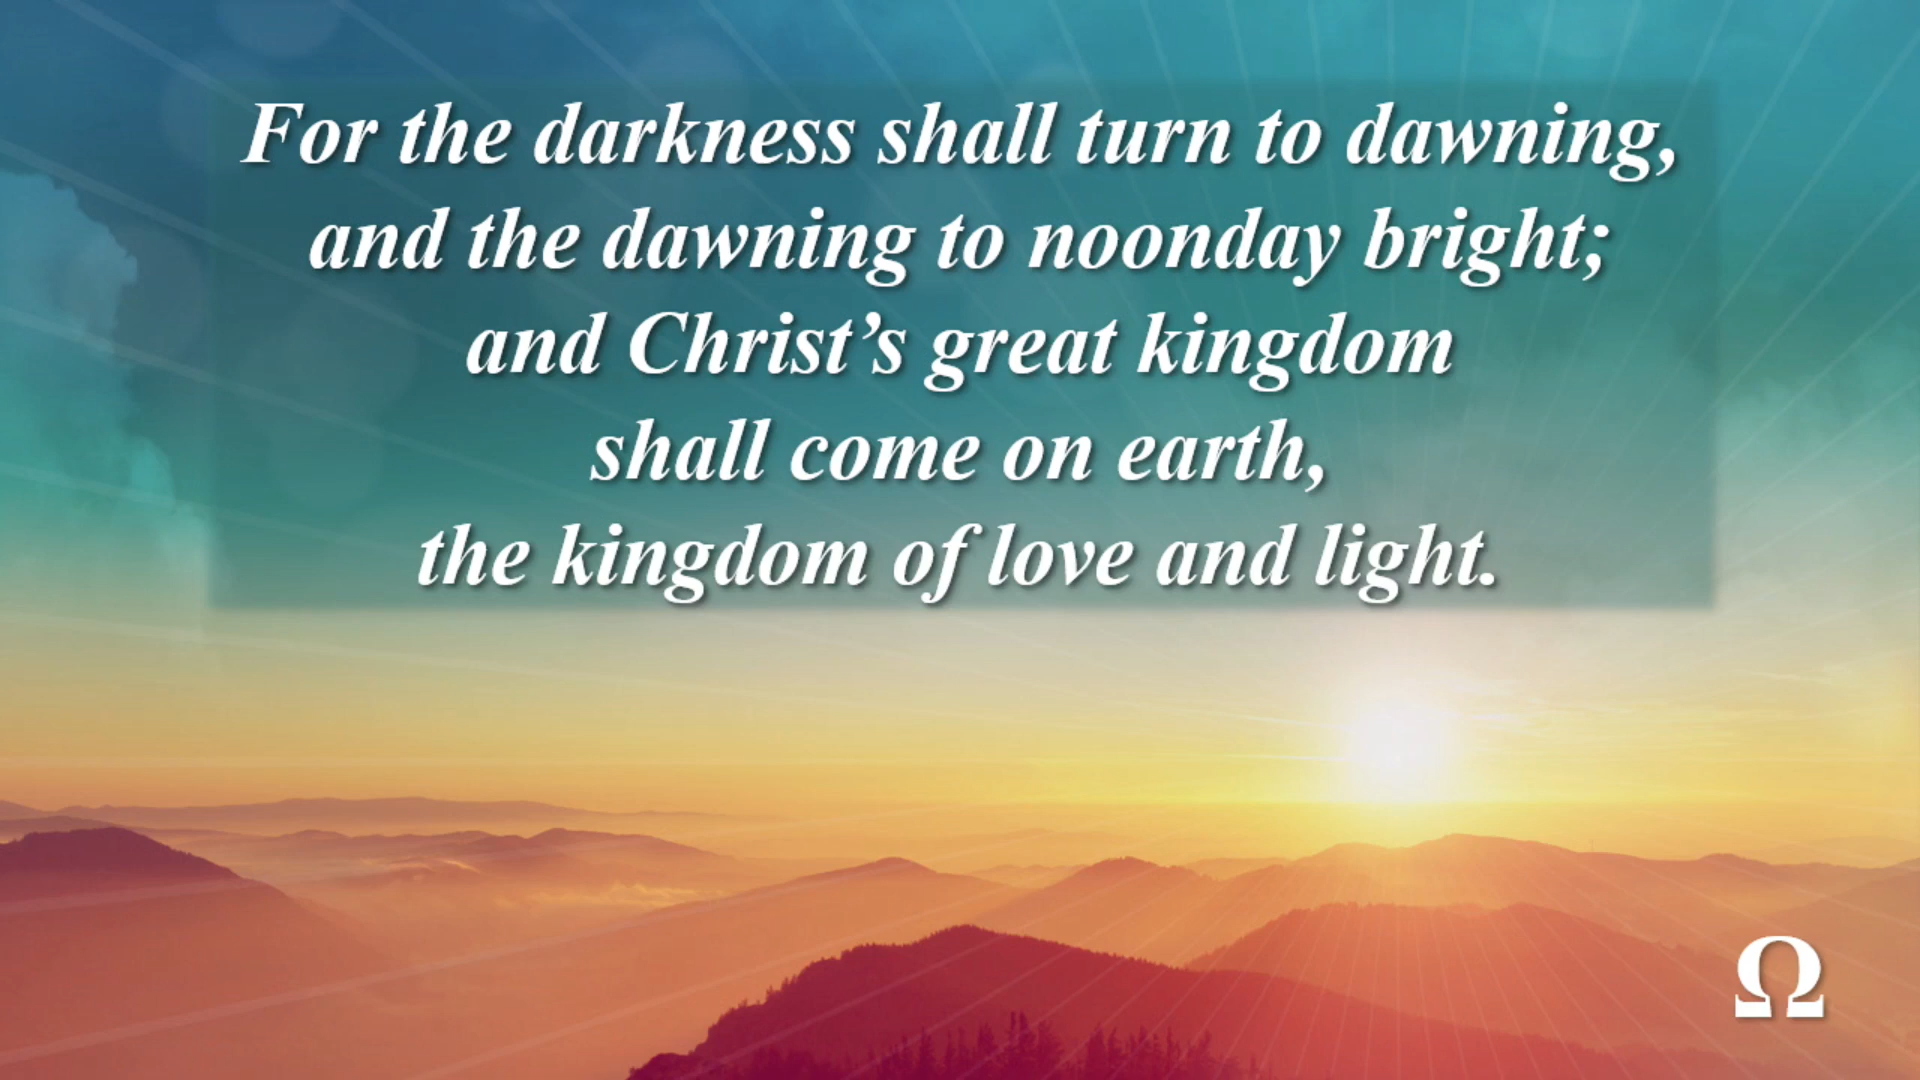 For the darkness shall turn to dawning,
and the dawning to noonday bright;
and Christ’s great kingdom
shall come on earth,
the kingdom of love and light.
Ω